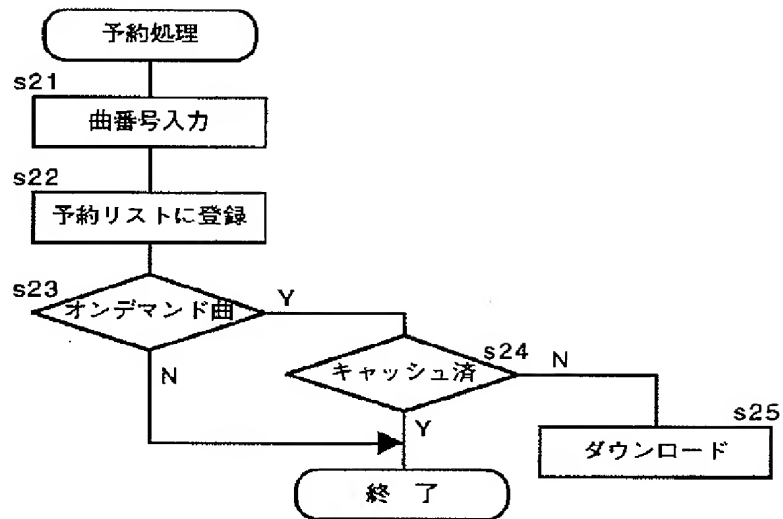 予約処理
s21
曲番号入力
s22
予約リストに登録
s23
オンデマンド曲
Y
N
s24
キャッシュ済
N
Y
s25
ダウンロード
終 了